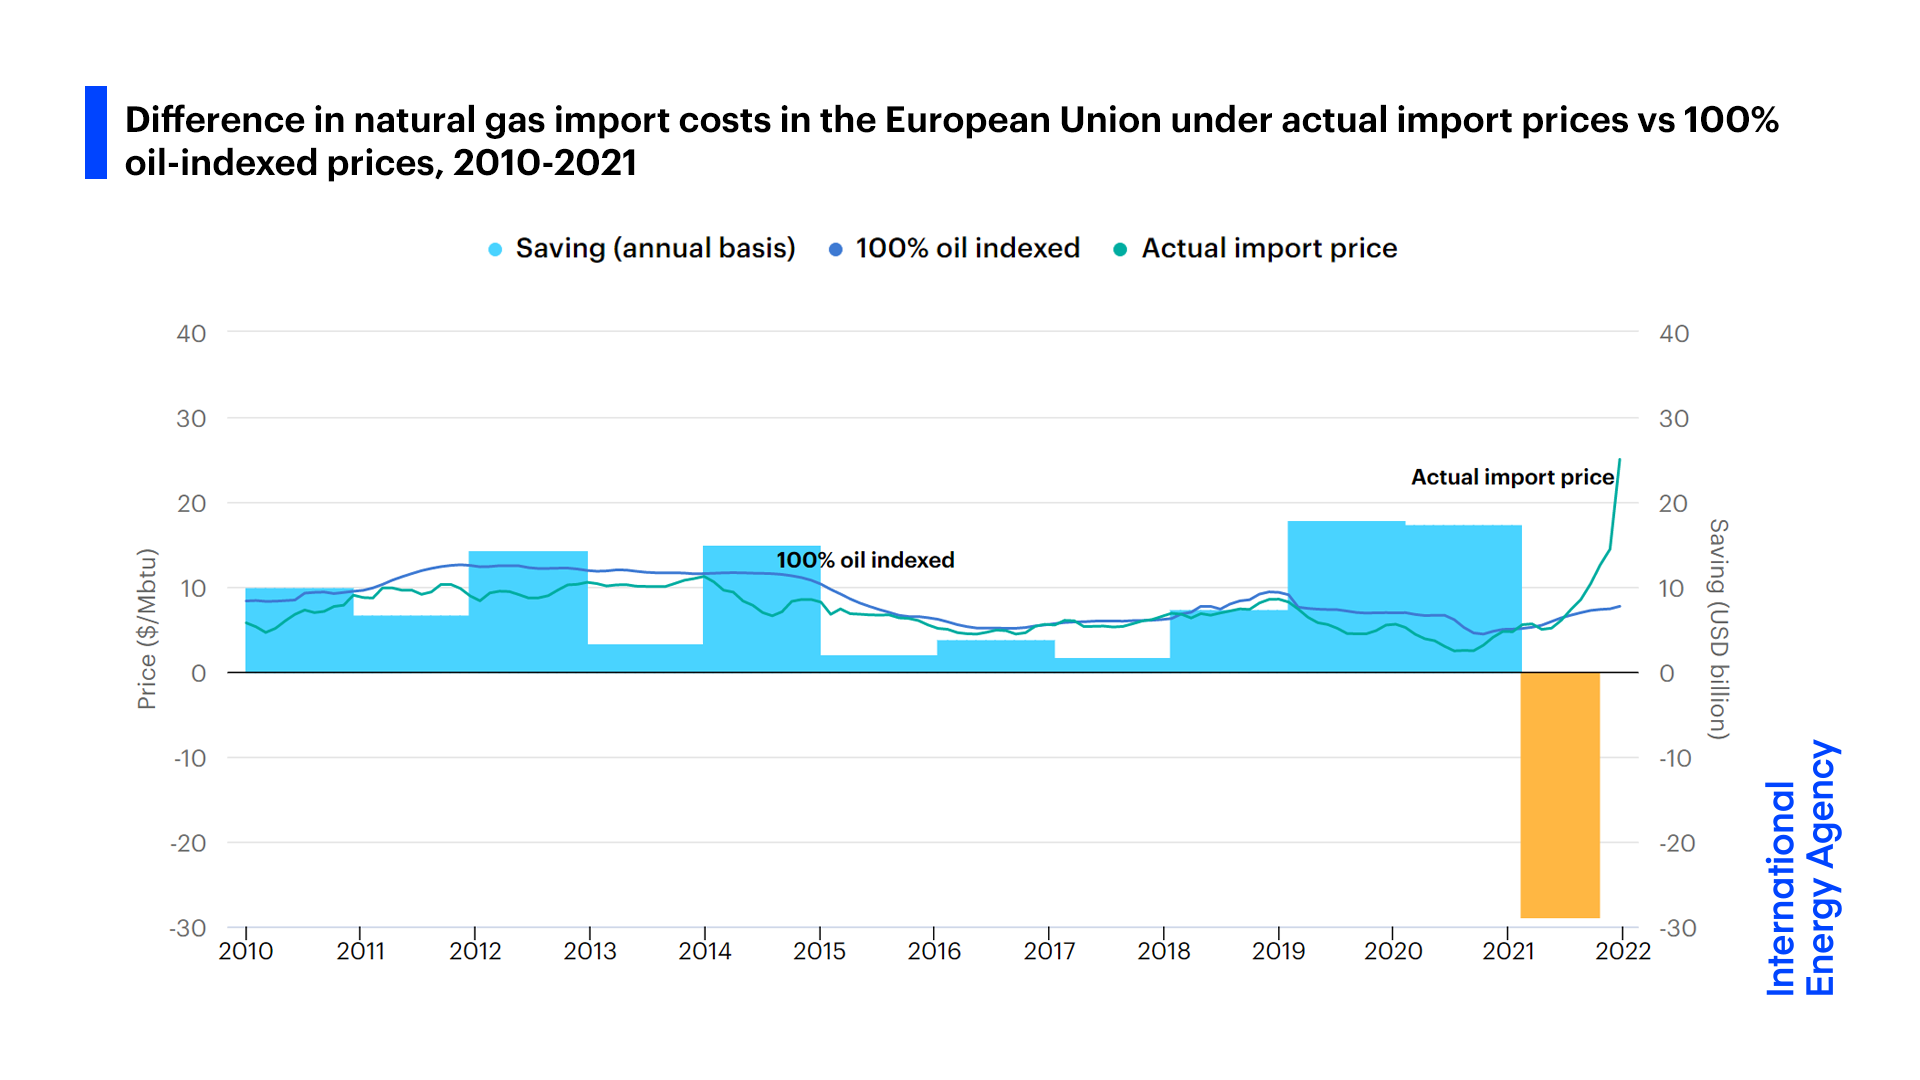 Difference in natural gas import costs in the European Union under actual import prices vs 100%
oil-indexed prices, 2010-2021
Saving (annual basis)
100% oil indexed
Actual import price
40
30
20
10
0
-10
-20
-30
Price ($/Mbtu)
Actual import price
100% oil indexed
40
30
20
10
0
-10
-20
-30
Saving (USD billion)
2010
2011
2012
2013
2014
2015
2016
2017
2018
2019
2020
2021
2022
International
Energy Agency